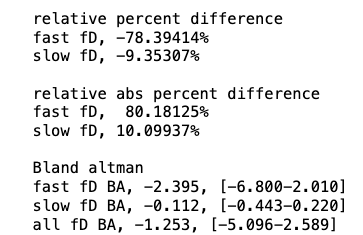 relative percent difference
fast fD, -78.39414%
slow fD, -9.35307%
relative abs percent difference
fast fD,  80.18125%
slow fD, 10.09937%
Bland altman
fast fD BA, -2.395, [-6.800-2.010]
slow fD BA, -0.112, [-0.443-0.220]
all fD BA, -1.253, [-5.096-2.589]